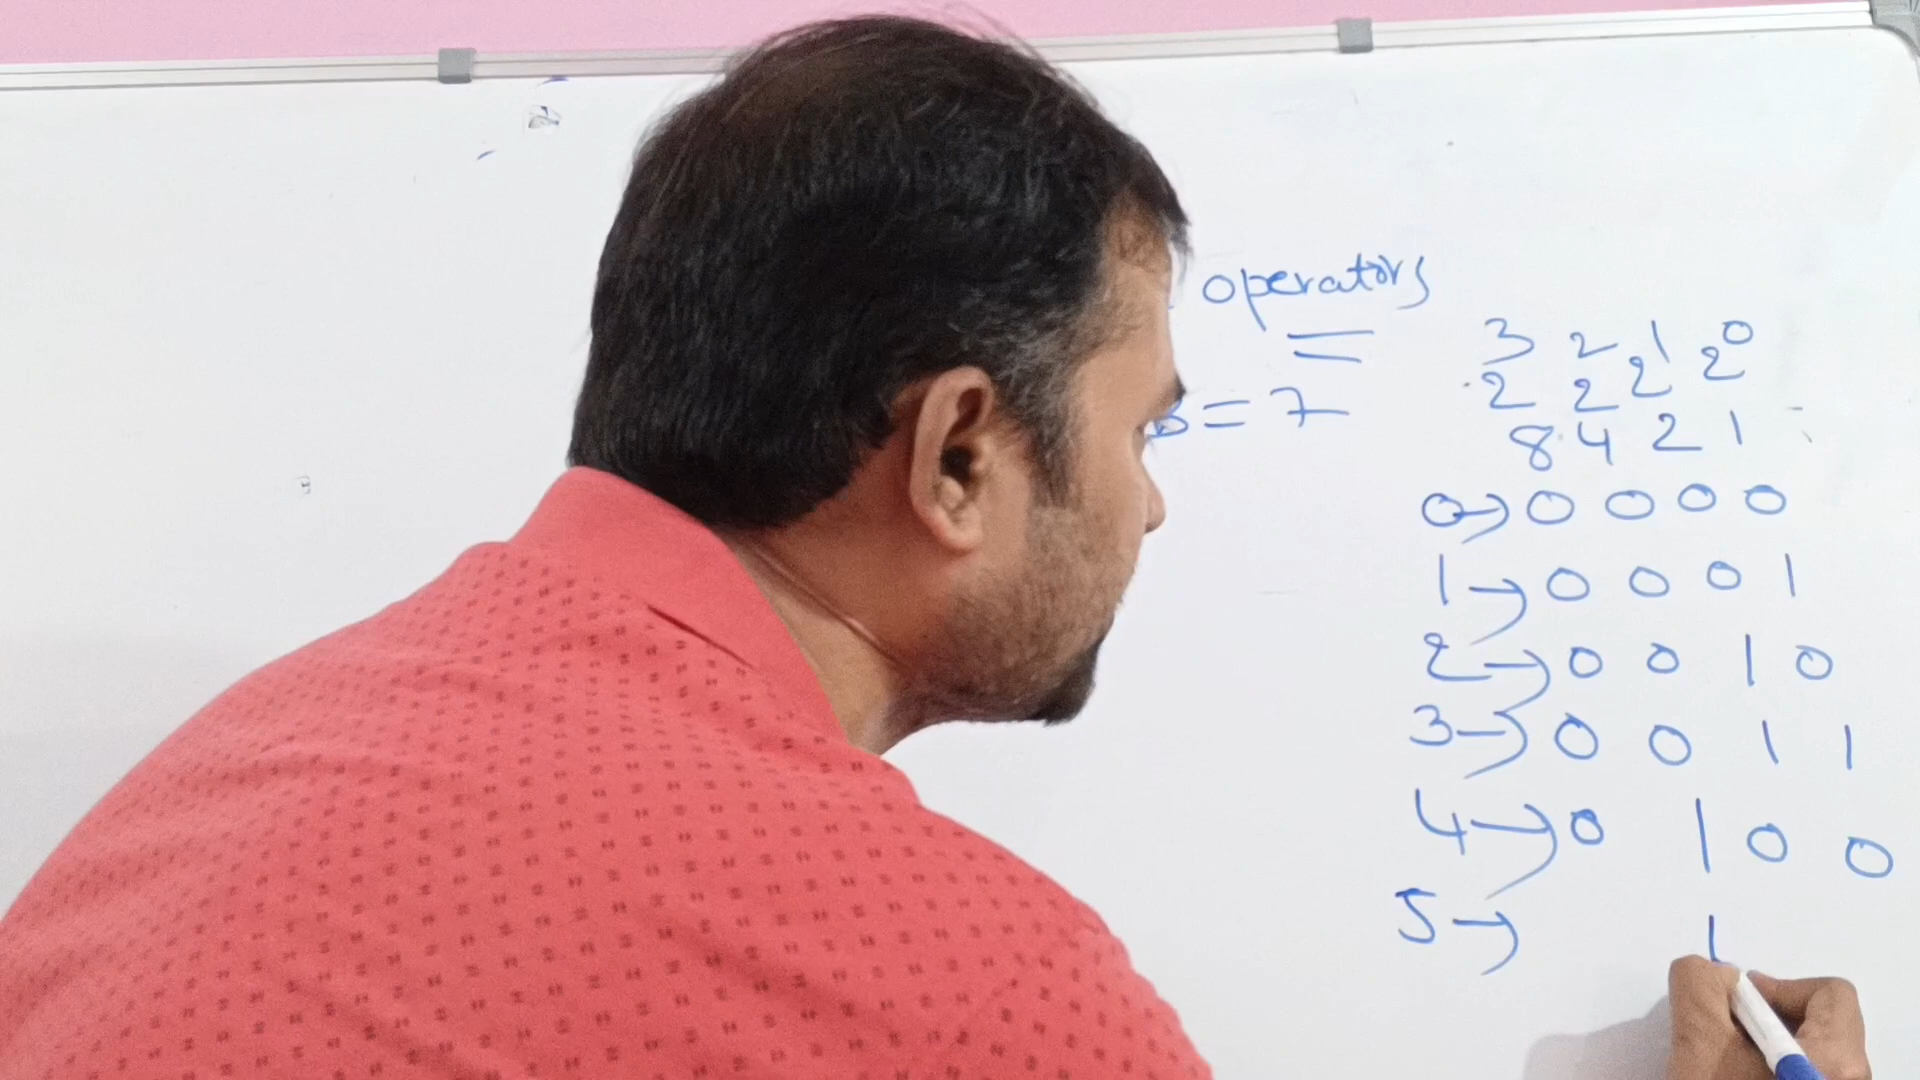 operators
B = 7
3 2 1 0
2 2 2 2
8 4 2 1
0 → 0 0 0 0
1 → 0 0 0 1
2 → 0 0 1 0
3 → 0 0 1 1
4 → 0 1 0 0
5 → 1